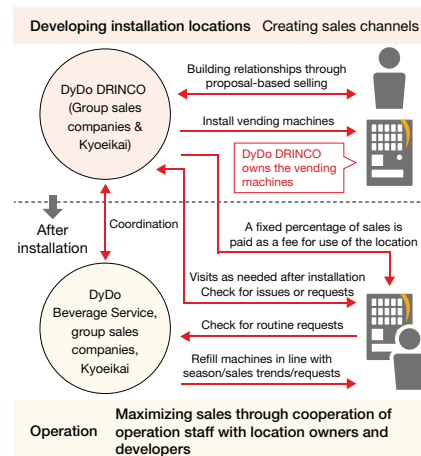 Developing installation locations Creating sales channels
DyDo DRINCO
(Group sales
companies &
Kyoeikai)
Building relationships through
proposal-based selling
Install vending machines
DyDo DRINCO
owns the vending
machines
After
installation
Coordination
A fixed percentage of sales is
paid as a fee for use of the location
Visits as needed after installation
Check for issues or requests
DyDo
Beverage Service,
group sales
companies,
Kyoeikai
Check for routine requests
Refill machines in line with
season/sales trends/requests
Operation
Maximizing sales through cooperation of
operation staff with location owners and
developers